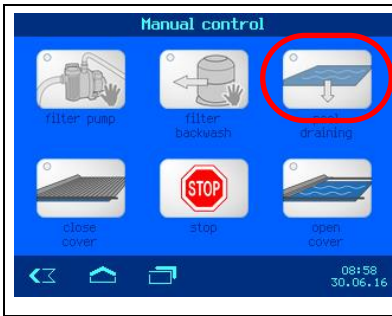 Manual control
filter pump
filter
backwash
pool
draining
close
cover
STOP
stop
open
cover
08:58
30.06.16